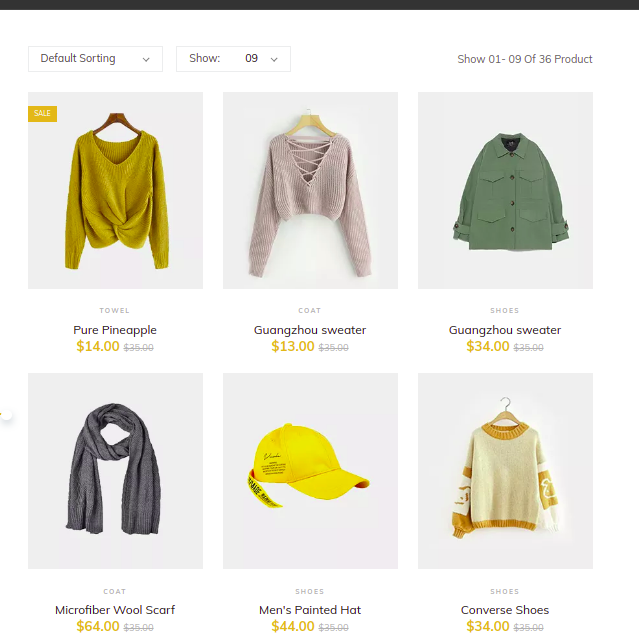 Default Sorting
Show: 09
Show 01- 09 Of 36 Product
SALE
TOWEL
COAT
SHOES
Pure Pineapple
Guangzhou sweater
Guangzhou sweater
$14.00 $35.00
$13.00 $35.00
$34.00 $35.00
COAT
SHOES
SHOES
Microfiber Wool Scarf
Men's Painted Hat
Converse Shoes
$64.00 $35.00
$44.00 $35.00
$34.00 $35.00